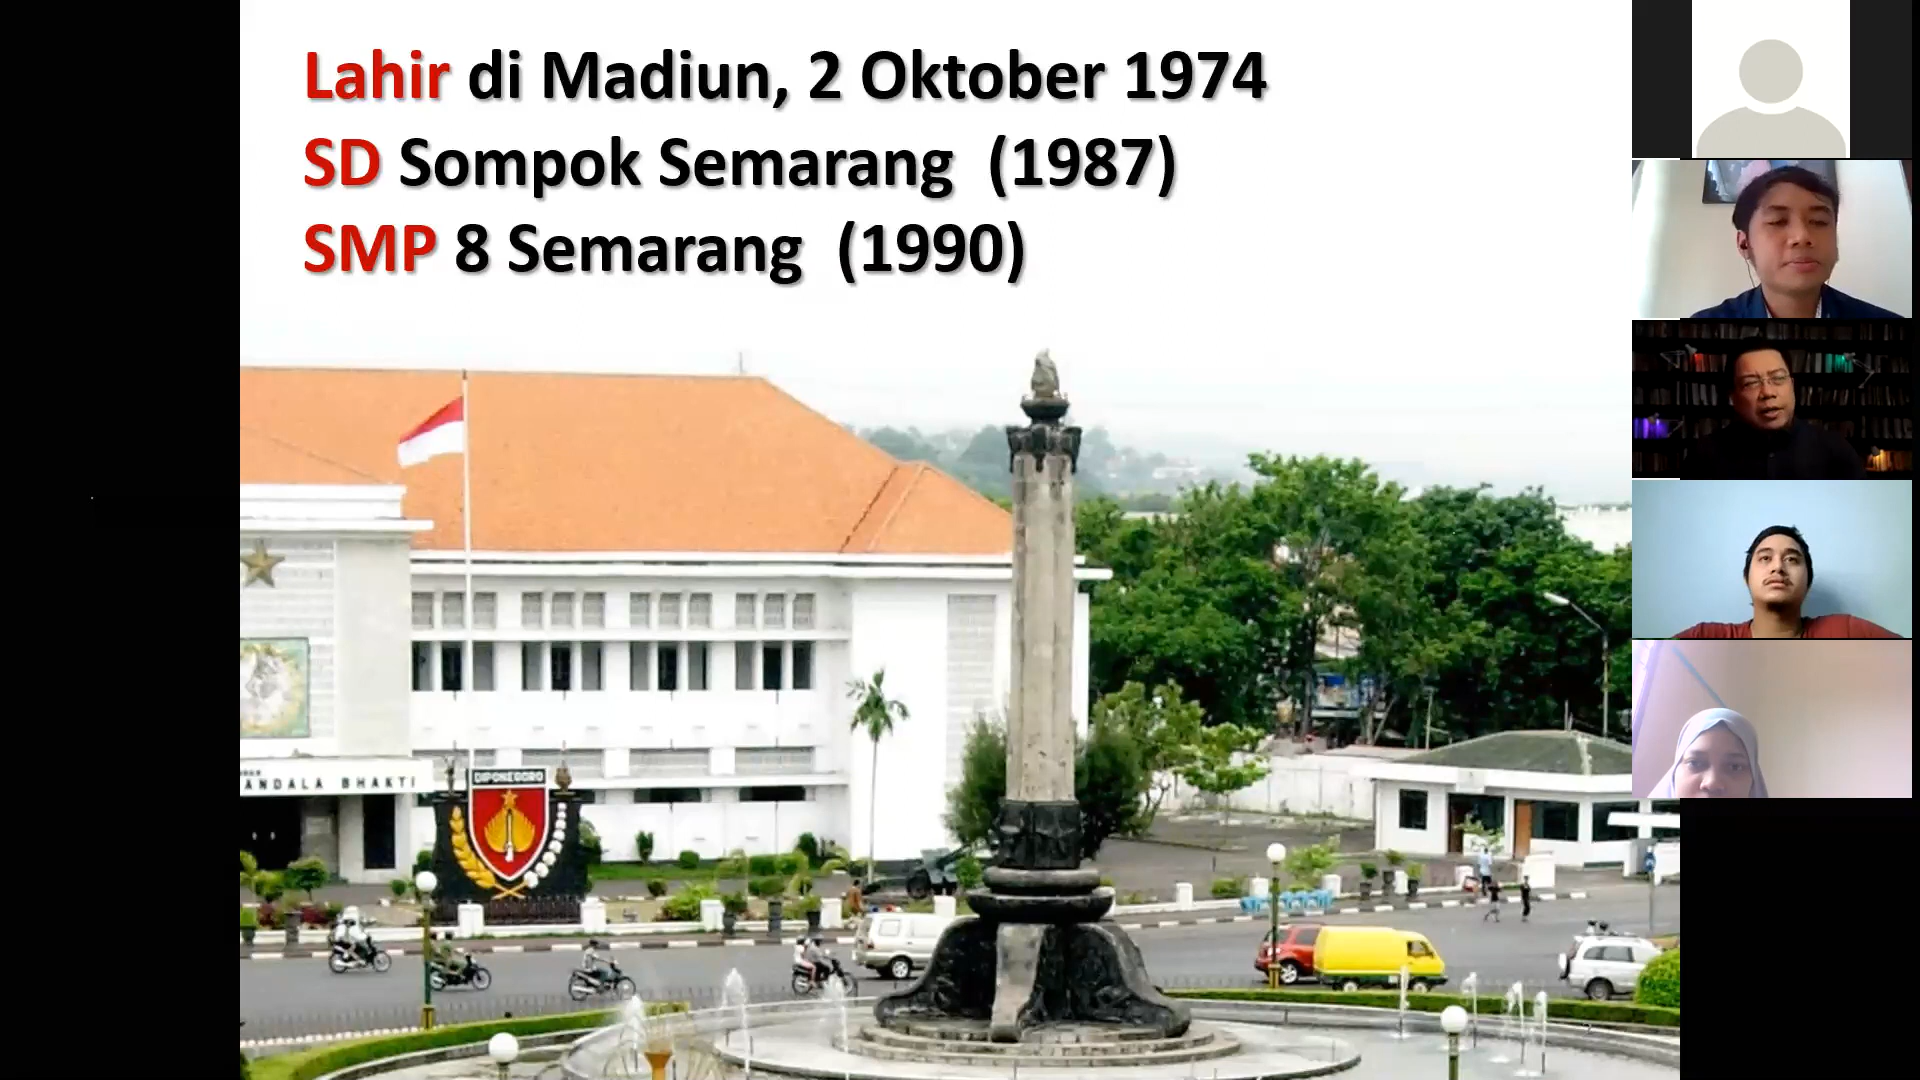 Lahir di Madiun, 2 Oktober 1974
SD Sompok Semarang (1987)
SMP 8 Semarang (1990)
ANDALA BHAKTI
DIPONEGORO